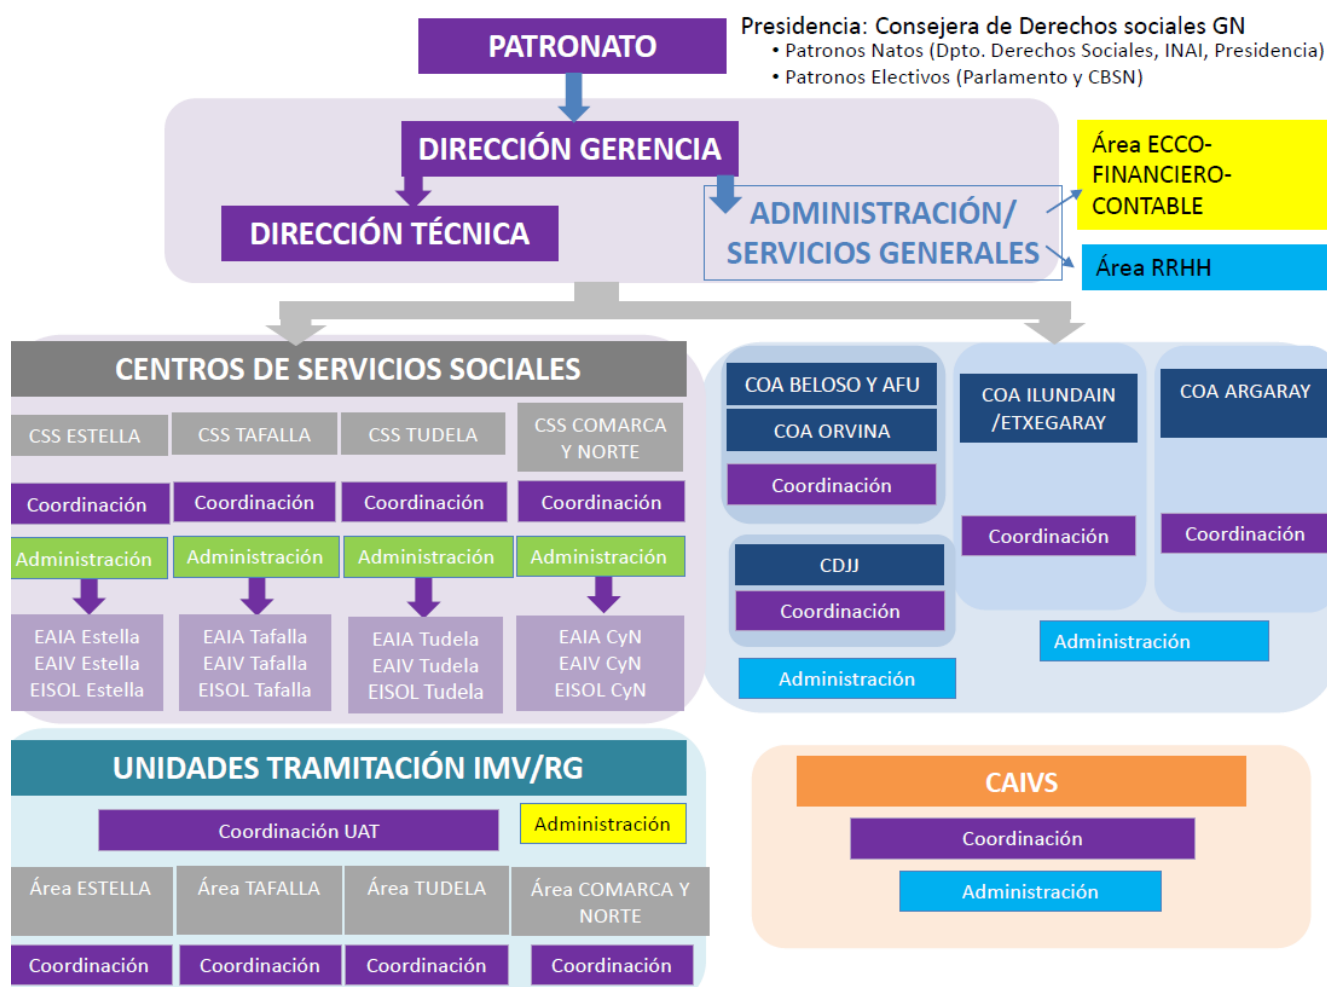 PATRONATO
Presidencia: Consejera de Derechos sociales GN
• Patronos Natos (Dpto. Derechos Sociales, INAI, Presidencia)
• Patronos Electivos (Parlamento y CBSN)
DIRECCIÓN GERENCIA
DIRECCIÓN TÉCNICA
ADMINISTRACIÓN/
SERVICIOS GENERALES
Área ECCO-
FINANCIERO-
CONTABLE
Área RRHH
CENTROS DE SERVICIOS SOCIALES
CSS ESTELLA
CSS TAFALLA
CSS TUDELA
CSS COMARCA
Y NORTE
Coordinación
Coordinación
Coordinación
Coordinación
Administración
Administración
Administración
Administración
EAIA Estella
EAIV Estella
EISOL Estella
EAIA Tafalla
EAIV Tafalla
EISOL Tafalla
EAIA Tudela
EAIV Tudela
EISOL Tudela
EAIA CyN
EAIV CyN
EISOL CyN
COA BELOSO Y AFU
COA ORVINA
Coordinación
CDJJ
Coordinación
Administración
COA ILUNDAIN
/ETXEGARAY
Coordinación
COA ARGARAY
Coordinación
Administración
UNIDADES TRAMITACIÓN IMV/RG
Coordinación UAT
Administración
Área ESTELLA
Área TAFALLA
Área TUDELA
Área COMARCA Y
NORTE
Coordinación
Coordinación
Coordinación
Coordinación
CAIVS
Coordinación
Administración